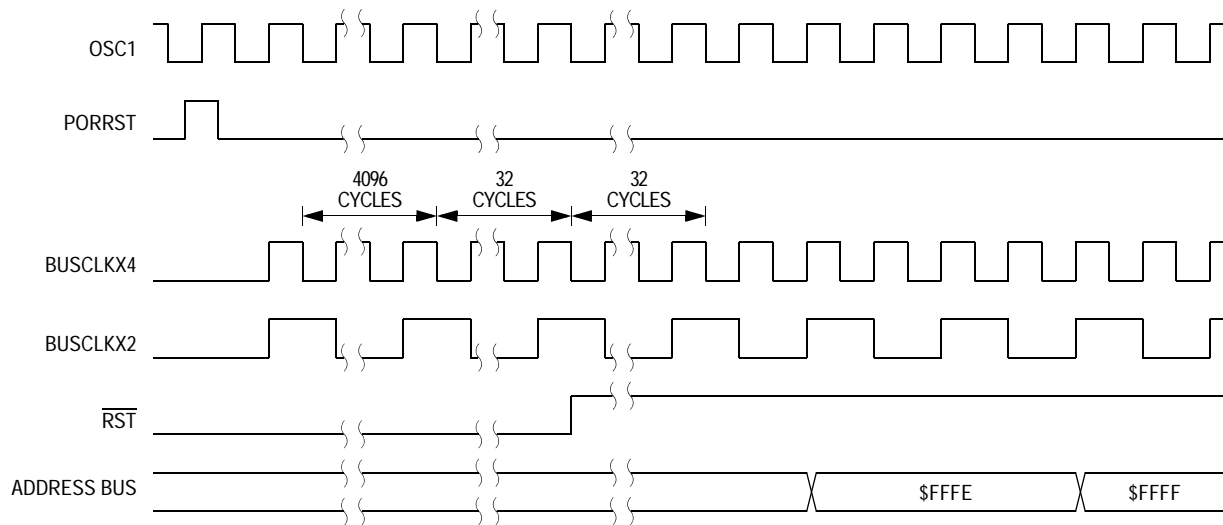 OSC1
PORRST
4096
CYCLES
32
CYCLES
32
CYCLES
BUSCLKX4
BUSCLKX2
RST
ADDRESS BUS
$FFFE
$FFFF